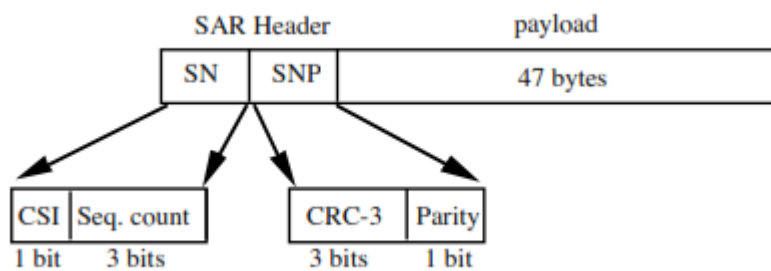 SAR Header payload
SN SNP 47 bytes
CSI Seq. count CRC-3 Parity
1 bit 3 bits 3 bits 1 bit